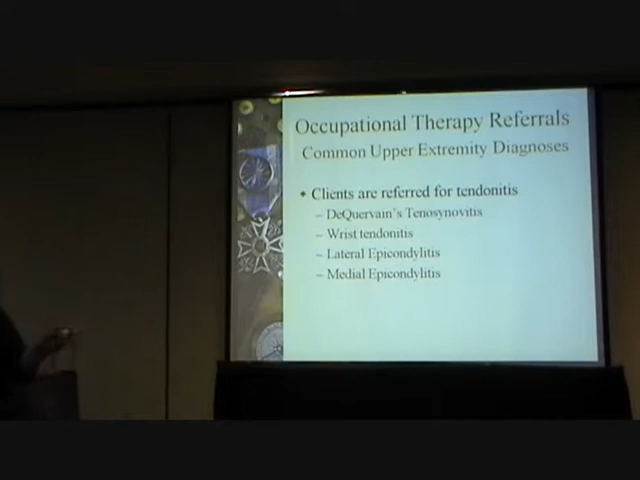 Occupational Therapy Referrals
Common Upper Extremity Diagnoses
• Clients are referred for tendonitis
– DeQuervain's Tenosynovitis
– Wrist tendonitis
– Lateral Epicondylitis
– Medial Epicondylitis